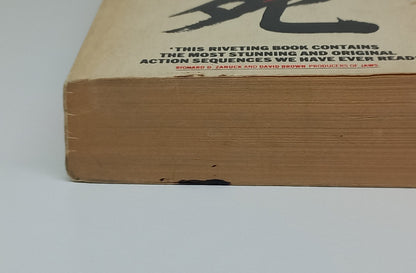 死
"THIS RIVETING BOOK CONTAINS
THE MOST STUNNING AND ORIGINAL
ACTION SEQUENCES WE HAVE EVER READ
RICHARD D. ZANUCK AND DAVID BROWN PRODUCERS OF JAWS.